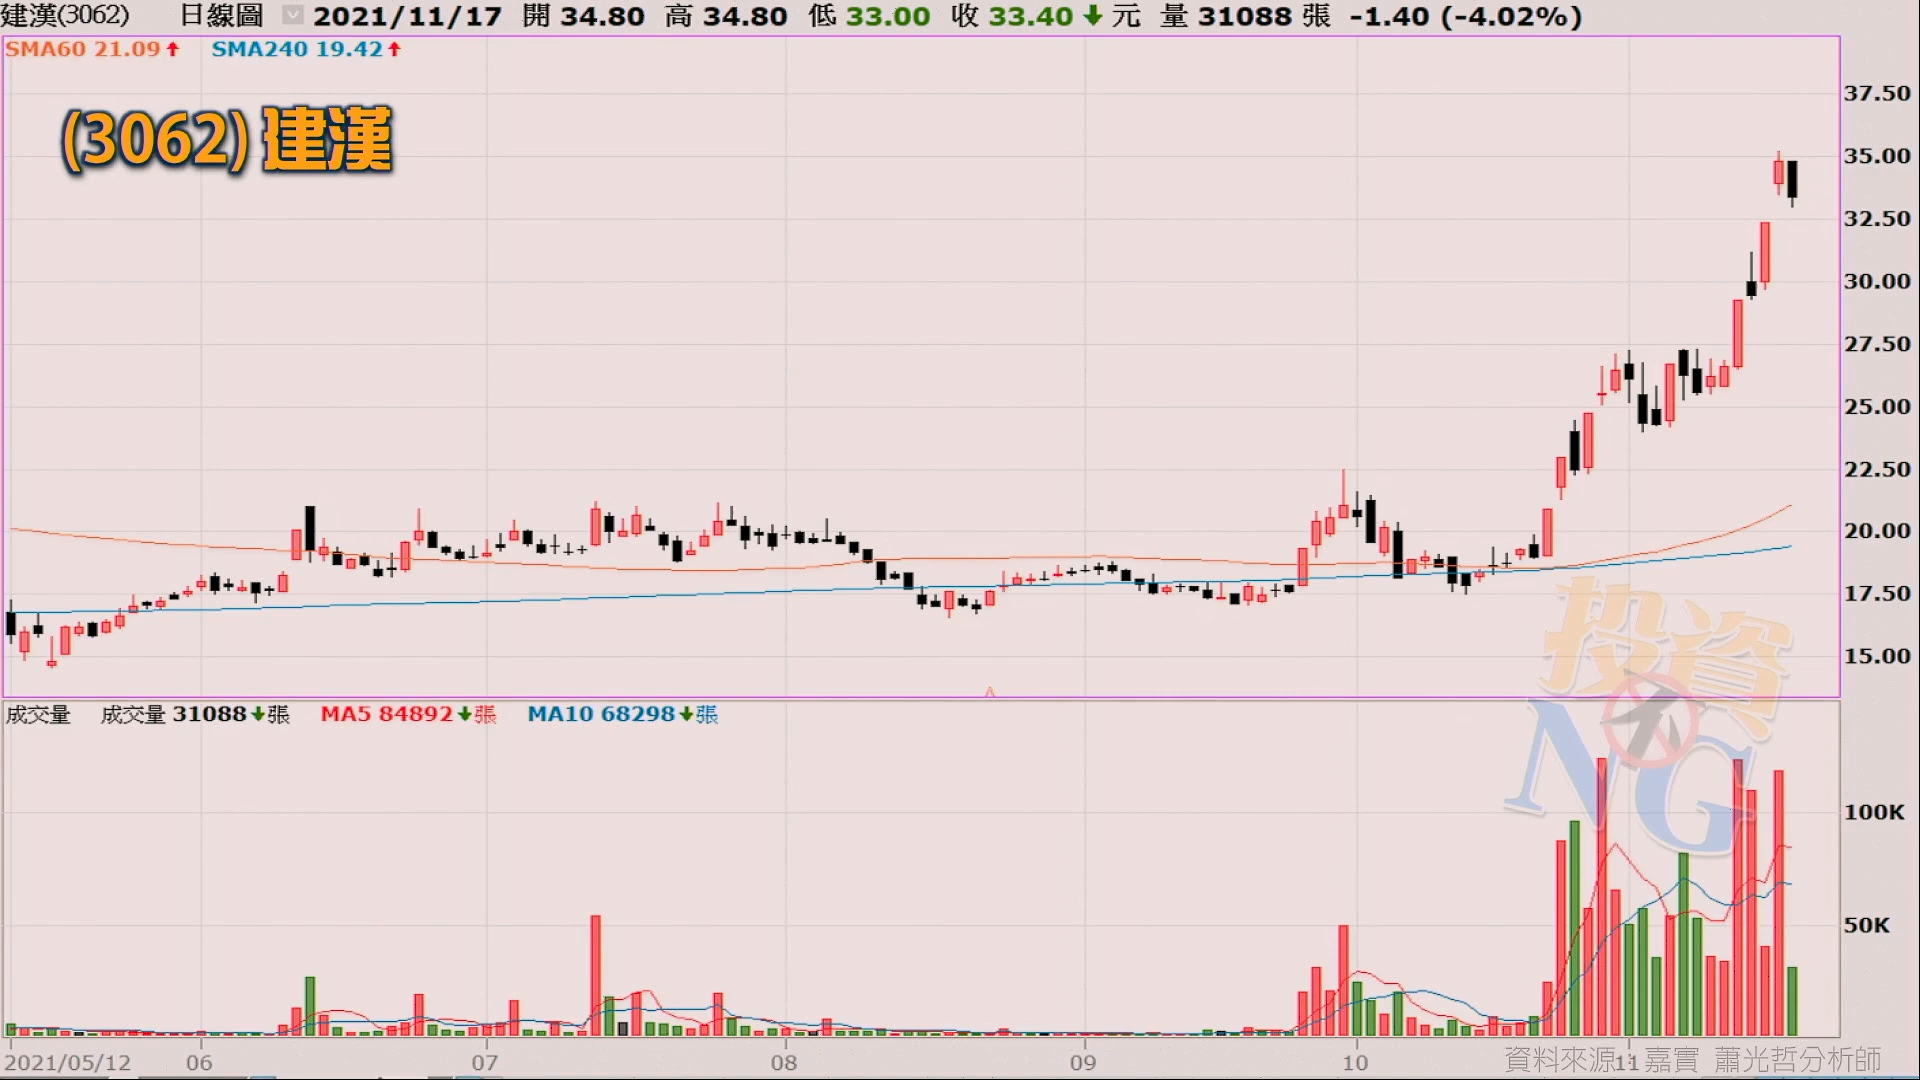 建漢(3062) 日線圖 2021/11/17 開 34.80 高 34.80 低 33.00 收 33.40 元 量 31088 張 -1.40 (-4.02%)
SMA60 21.09 SMA240 19.42
(3062) 建漢
37.50
35.00
32.50
30.00
27.50
25.00
22.50
20.00
17.50
15.00
投資
NG
成交量 成交量 31088 張 MA5 84892 張 MA10 68298 張
100K
50K
2021/05/12 06 07 08 09 10 11
資料來源 嘉實 蕭光哲分析師